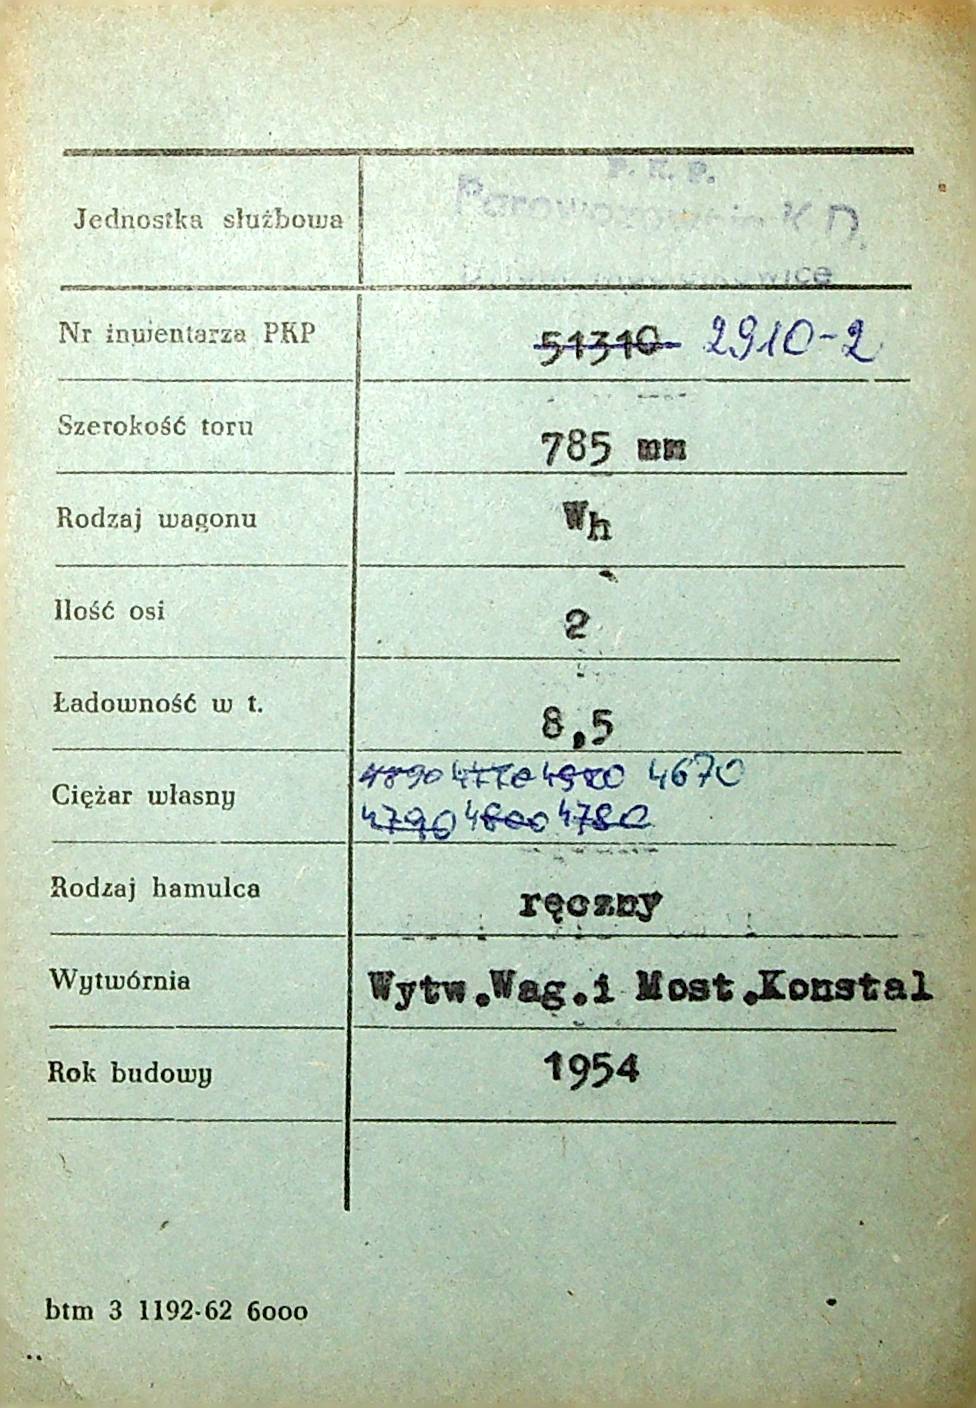 P. K. P.
Jednostka służbowa Parowozownia K.D.
Nr inwentarza PKP 51310 2910-2
Szerokość toru 785 mm
Rodzaj wagonu Wh
Ilość osi 2
Ładowność w t. 8,5
4890 4770 4520 4670
Ciężar własny
4790 4800 4780
Rodzaj hamulca ręczny
Wytwórnia Wytw.Wag.i Most.Konstal
Rok budowy 1954
btm 3 1192-62 6000